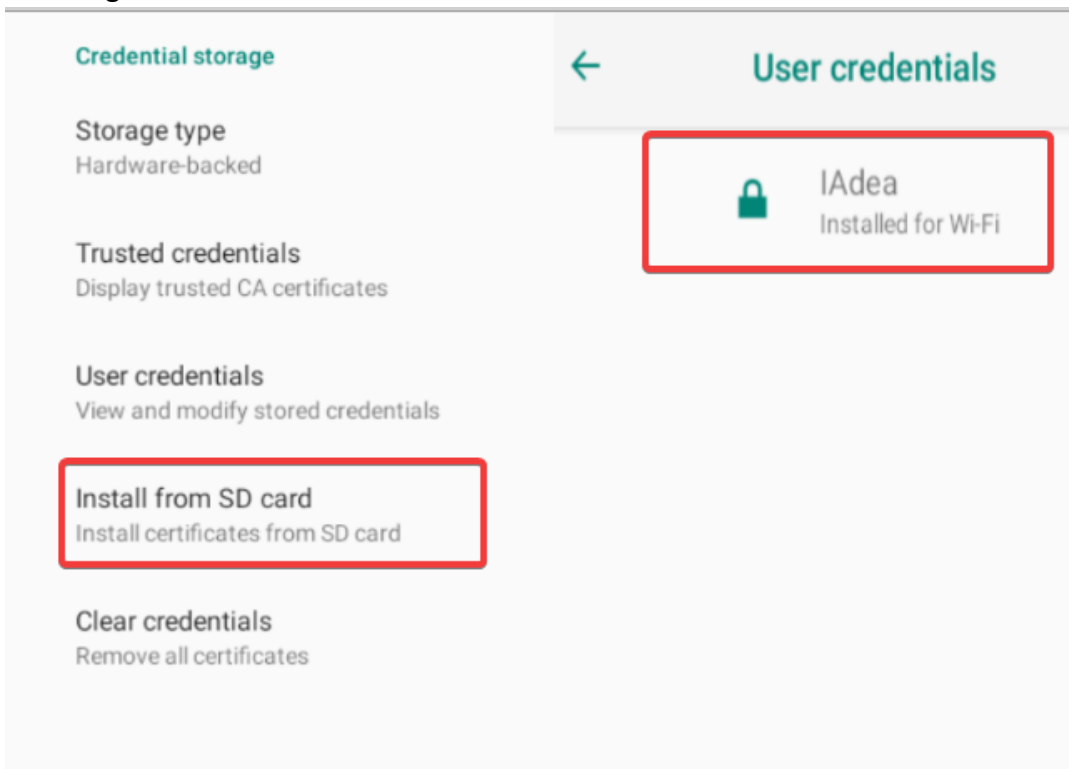 Credential storage
Storage type
Hardware-backed
Trusted credentials
Display trusted CA certificates
User credentials
View and modify stored credentials
Install from SD card
Install certificates from SD card
Clear credentials
Remove all certificates
User credentials
IAdea
Installed for Wi-Fi